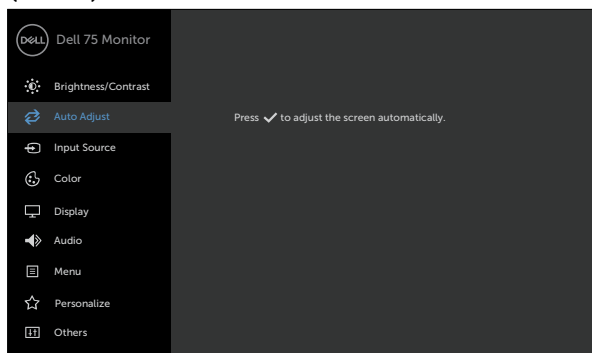 DELL
Dell 75 Monitor
Brightness/Contrast
Auto Adjust
Press ✓ to adjust the screen automatically.
Input Source
Color
Display
Audio
Menu
Personalize
Others